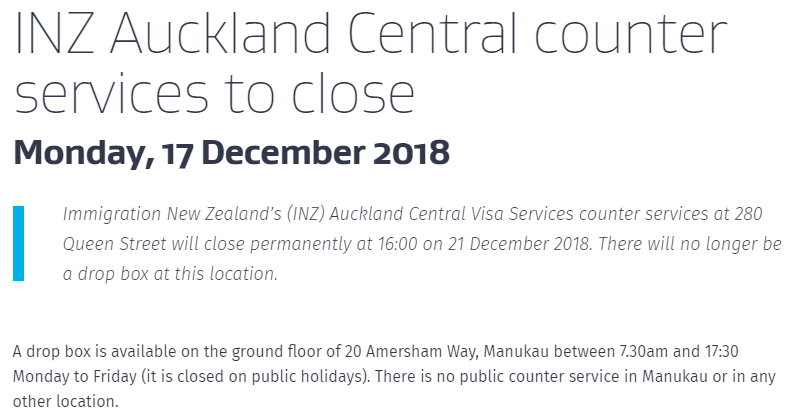 INZ Auckland Central counter
services to close
Monday, 17 December 2018
Immigration New Zealand's (INZ) Auckland Central Visa Services counter services at 280
Queen Street will close permanently at 16:00 on 21 December 2018. There will no longer be
a drop box at this location.
A drop box is available on the ground floor of 20 Amersham Way, Manukau between 7.30am and 17:30
Monday to Friday (it is closed on public holidays). There is no public counter service in Manukau or in any
other location.